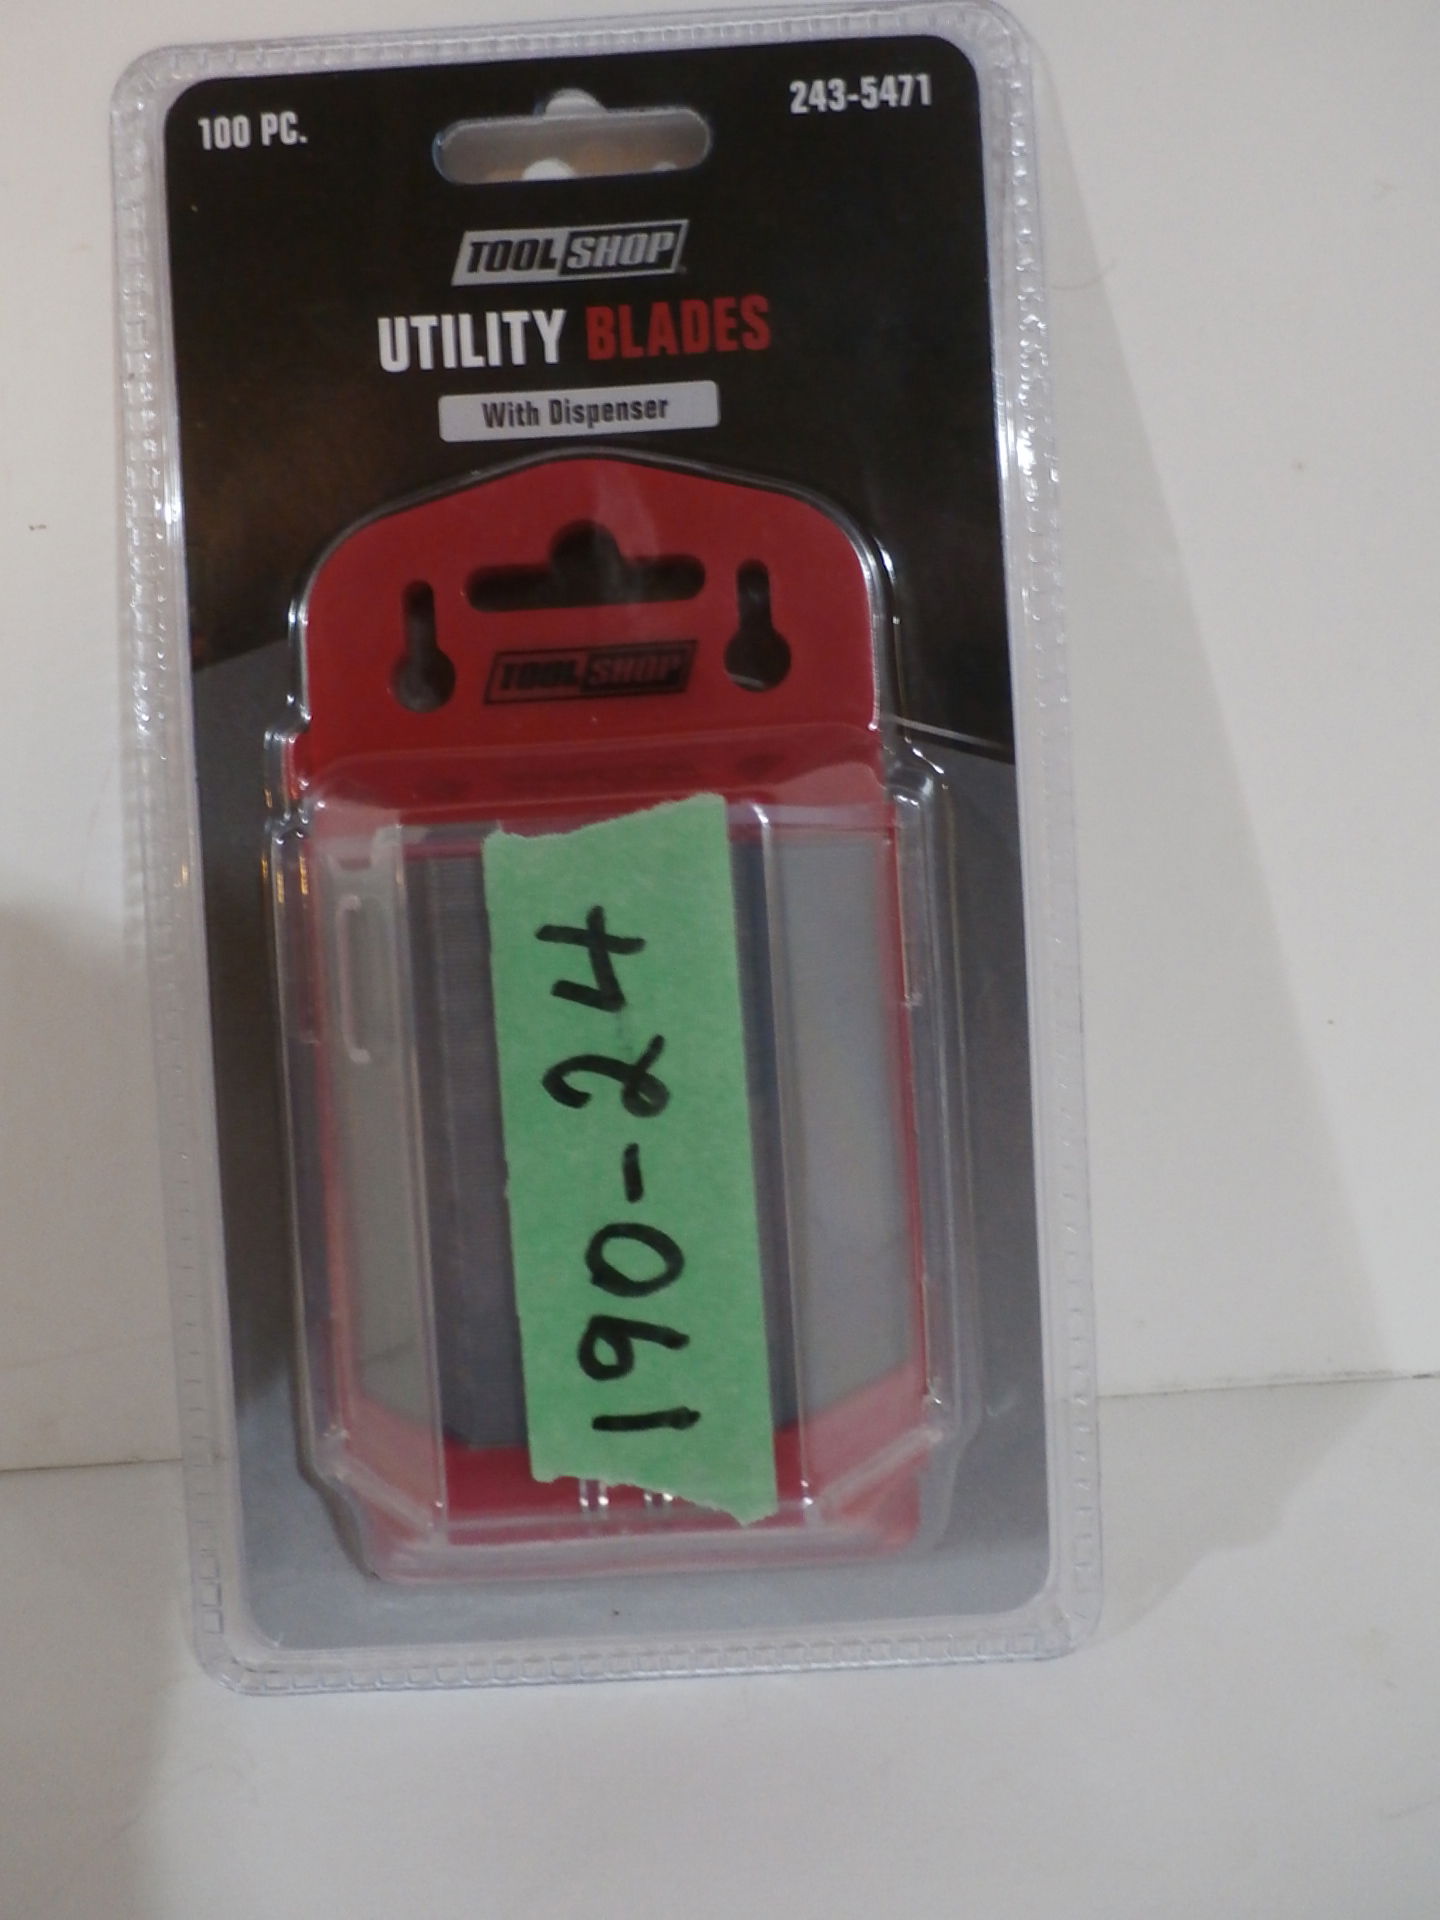 100 PC.
243-5471
TOOL SHOP
UTILITY BLADES
With Dispenser
TOOL SHOP
190-24